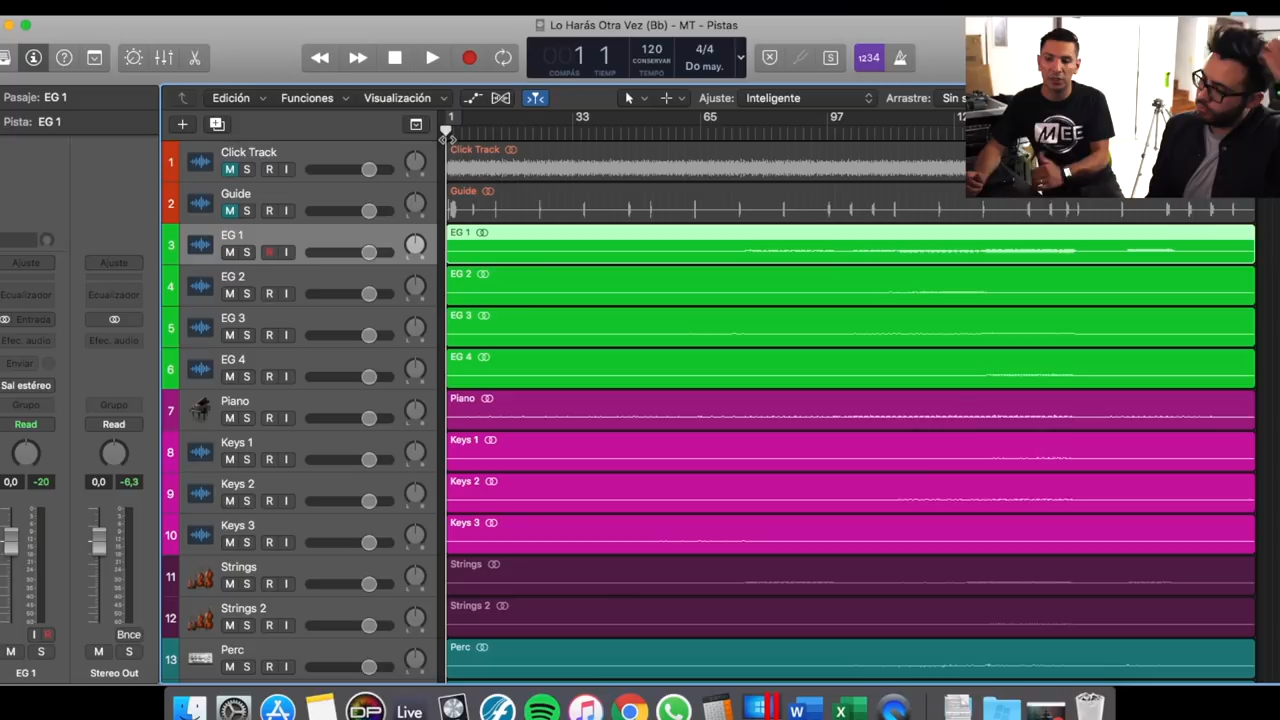 Lo Harás Otra Vez (Bb) - MT - Pistas
1 1
COMPÁS TIEMP
120
CONSERVAR
TEMPO
4/4
Do may.
S
1234
MEE
Pasaje: EG 1
Pista: EG 1
Edición Funciones Visualización
Ajuste: Inteligente
Arrastre: Sin s
1 33 65 97
1 Click Track
M S R I
Click Track
2 Guide
M S R I
Guide
3 EG 1
M S R I
EG 1
4 EG 2
M S R I
EG 2
5 EG 3
M S R I
EG 3
6 EG 4
M S R I
EG 4
7 Piano
M S R I
Piano
8 Keys 1
M S R I
Keys 1
9 Keys 2
M S R I
Keys 2
10 Keys 3
M S R I
Keys 3
11 Strings
M S R I
Strings
12 Strings 2
M S R I
Strings 2
13 Perc
M S R I
Perc
Ajuste Ajuste
Ecualizador Ecualizador
Entrada
Efec. audio Efec. audio
Enviar
Sal estéreo
Grupo Grupo
Read Read
0,0 -20 0,0 -6,3
I R Bnce
M S M S
EG 1 Stereo Out
DP
Live
W
X